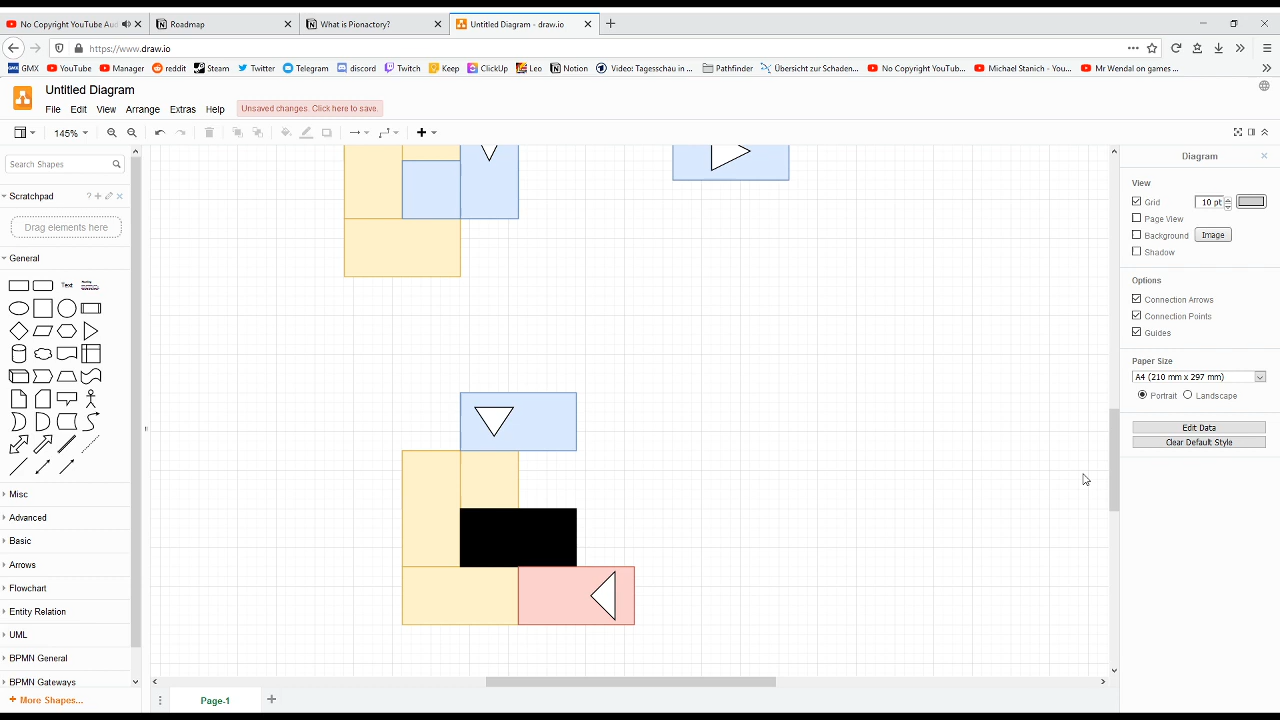 No Copyright YouTube Aud
Roadmap
What is Pionactory?
Untitled Diagram - draw.io
https://www.draw.io
GMX
YouTube
Manager
reddit
Steam
Twitter
Telegram
discord
Twitch
Keep
ClickUp
Notion
Video: Tagesschau in ...
Pathfinder
Übersicht zur Schaden...
No Copyright YouTub...
Michael Stanich - You...
Mr Wendal on games...
Untitled Diagram
File Edit View Arrange Extras Help
Unsaved changes. Click here to save.
145%
Search Shapes
Scratchpad
Drag elements here
General
Text
Misc
Advanced
Basic
Arrows
Flowchart
Entity Relation
UML
BPMN General
BPMN Gateways
+ More Shapes...
Page-1
Diagram
View
Grid
10 pt
Page View
Background
Image
Shadow
Options
Connection Arrows
Connection Points
Guides
Paper Size
A4 (210 mm x 297 mm)
Portrait
Landscape
Edit Data
Clear Default Style